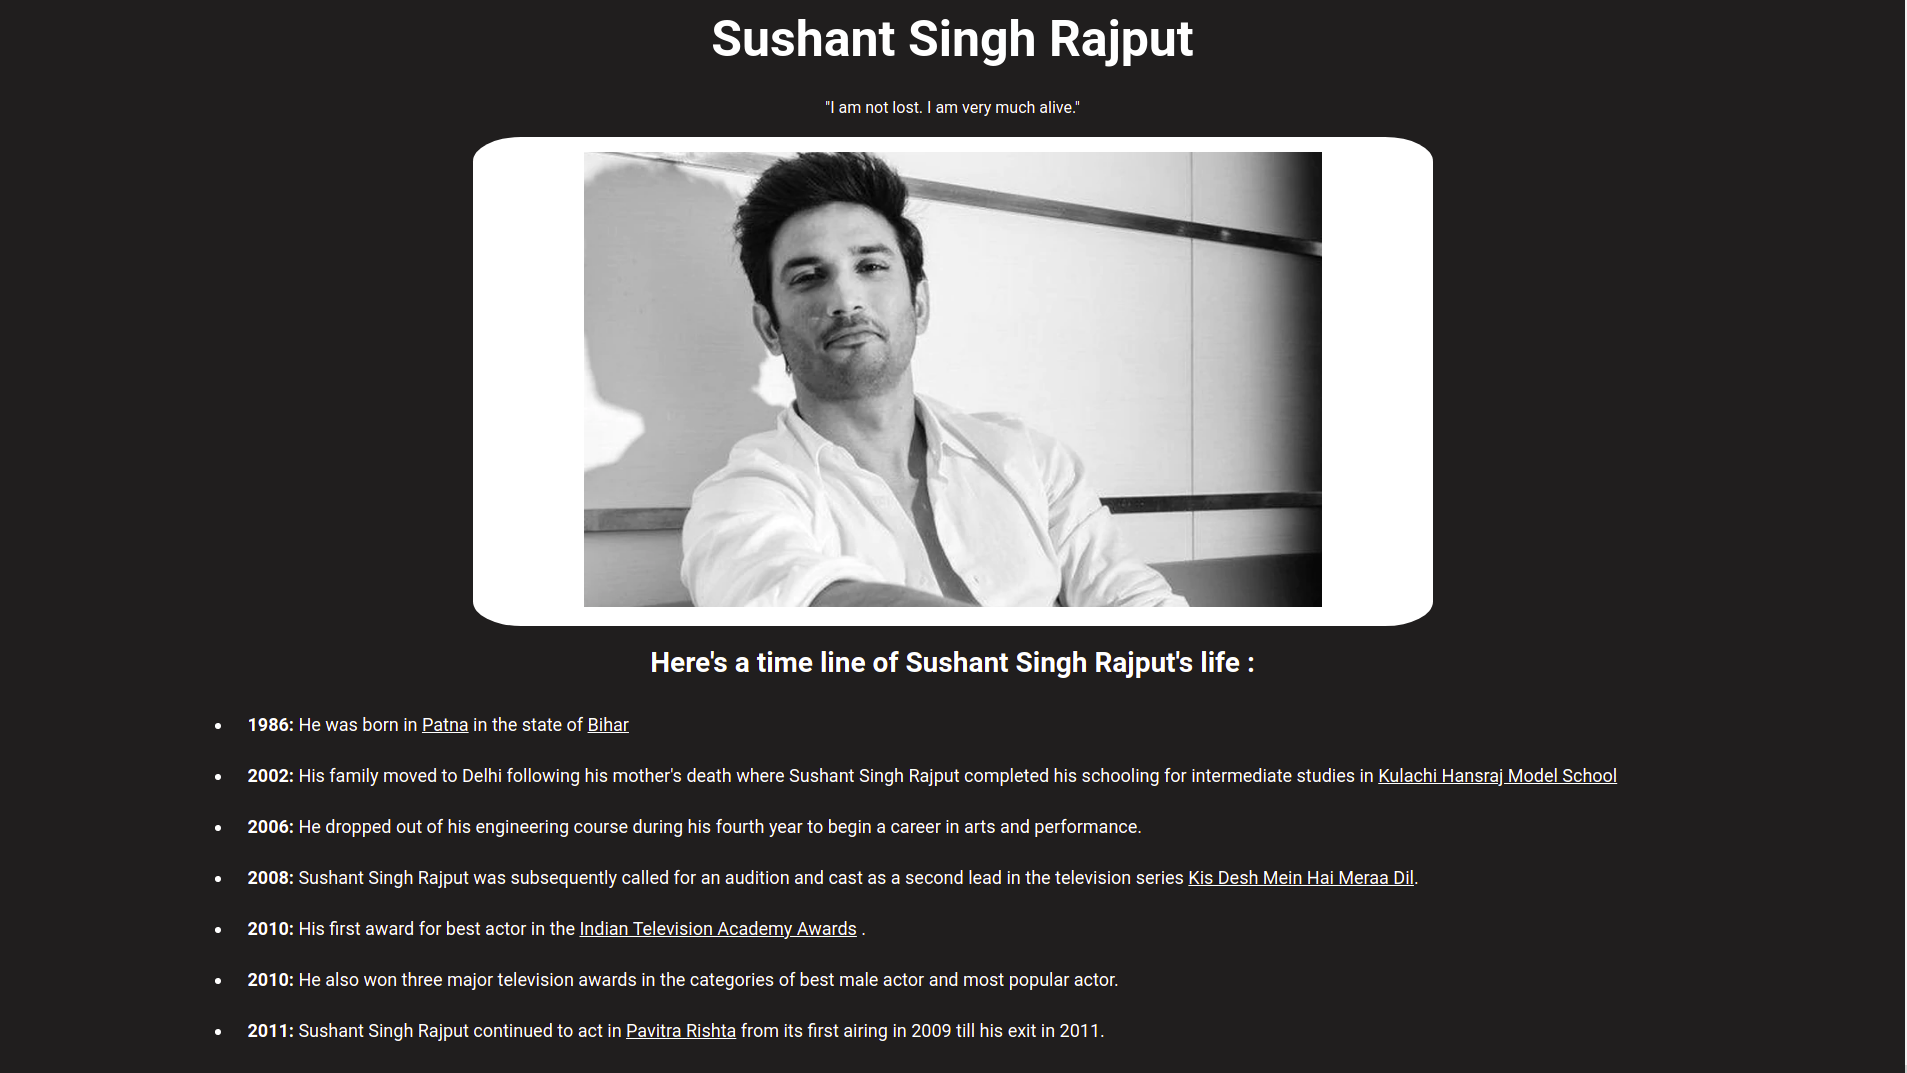 Sushant Singh Rajput
"I am not lost. I am very much alive."
Here's a time line of Sushant Singh Rajput's life :
1986: He was born in Patna in the state of Bihar
2002: His family moved to Delhi following his mother's death where Sushant Singh Rajput completed his schooling for intermediate studies in Kulachi Hansraj Model School
2006: He dropped out of his engineering course during his fourth year to begin a career in arts and performance.
2008: Sushant Singh Rajput was subsequently called for an audition and cast as a second lead in the television series Kis Desh Mein Hai Meraa Dil.
2010: His first award for best actor in the Indian Television Academy Awards .
2010: He also won three major television awards in the categories of best male actor and most popular actor.
2011: Sushant Singh Rajput continued to act in Pavitra Rishta from its first airing in 2009 till his exit in 2011.